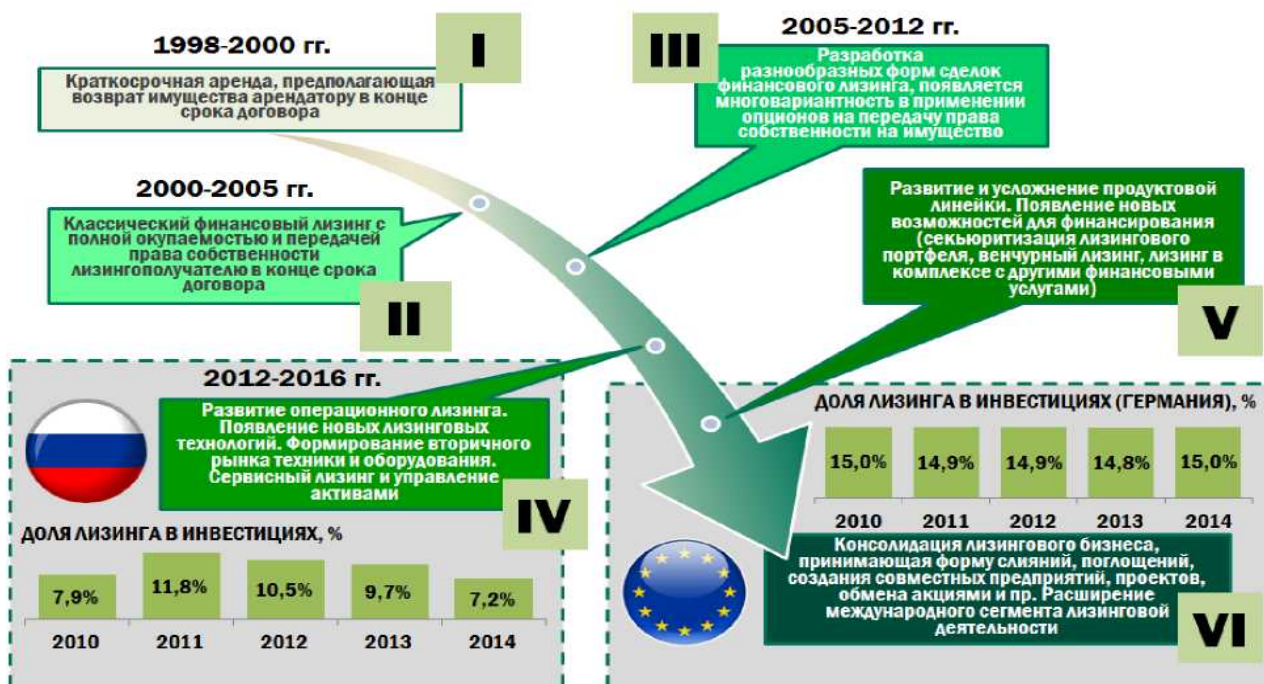 1998-2000 гг.
I
Краткосрочная аренда, предполагающая
возврат имущества арендатору в конце
срока договора
2000-2005 гг.
Классический финансовый лизинг с
полной окупаемостью и передачей
права собственности
лизингополучателю в конце срока
договора
II
2005-2012 гг.
III
Разработка
разнообразных форм сделок
финансового лизинга, появляется
многовариантность в применении
опционов на передачу права
собственности на имущество
Развитие и усложнение продуктовой
линейки. Появление новых
возможностей для финансирования
(секьюритизация лизингового
портфеля, венчурный лизинг, лизинг в
комплексе с другими финансовыми
услугами)
V
2012-2016 гг.
Развитие операционного лизинга.
Появление новых лизинговых
технологий. Формирование вторичного
рынка техники и оборудования.
Сервисный лизинг и управление
активами
IV
ДОЛЯ ЛИЗИНГА В ИНВЕСТИЦИЯХ, %
7,9% 11,8% 10,5% 9,7% 7,2%
2010 2011 2012 2013 2014
ДОЛЯ ЛИЗИНГА В ИНВЕСТИЦИЯХ (ГЕРМАНИЯ), %
15,0% 14,9% 14,9% 14,8% 15,0%
2010 2011 2012 2013 2014
Консолидация лизингового бизнеса,
принимающая форму слияний, поглощений,
создания совместных предприятий, проектов,
обмена акциями и пр. Расширение
международного сегмента лизинговой
деятельности
VI